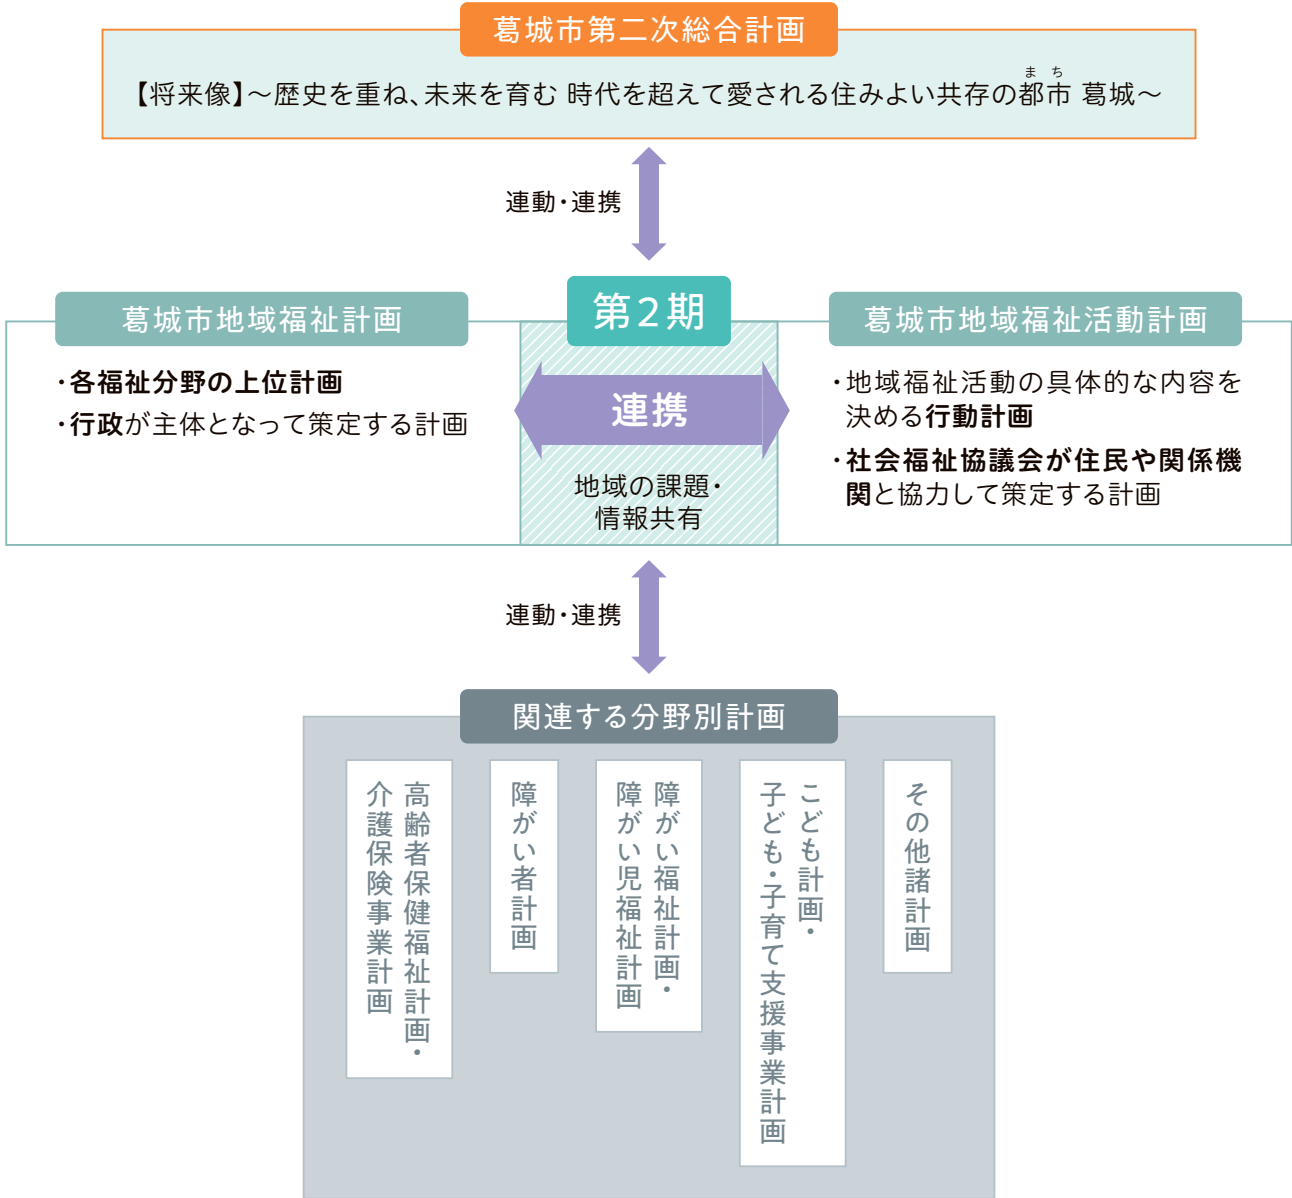 葛城市第二次総合計画
【将来像】～歴史を重ね、未来を育む 時代を超えて愛される住みよい共存の都市 葛城～
まち
連動・連携
第2期
葛城市地域福祉計画
・各福祉分野の上位計画
・行政が主体となって策定する計画
連携
地域の課題・
情報共有
葛城市地域福祉活動計画
・地域福祉活動の具体的な内容を
決める行動計画
・社会福祉協議会が住民や関係機
関と協力して策定する計画
連動・連携
関連する分野別計画
高齢者保健福祉計画・
介護保険事業計画
障がい者計画
障がい福祉計画・
障がい児福祉計画
こども計画・
子ども・子育て支援事業計画
その他諸計画